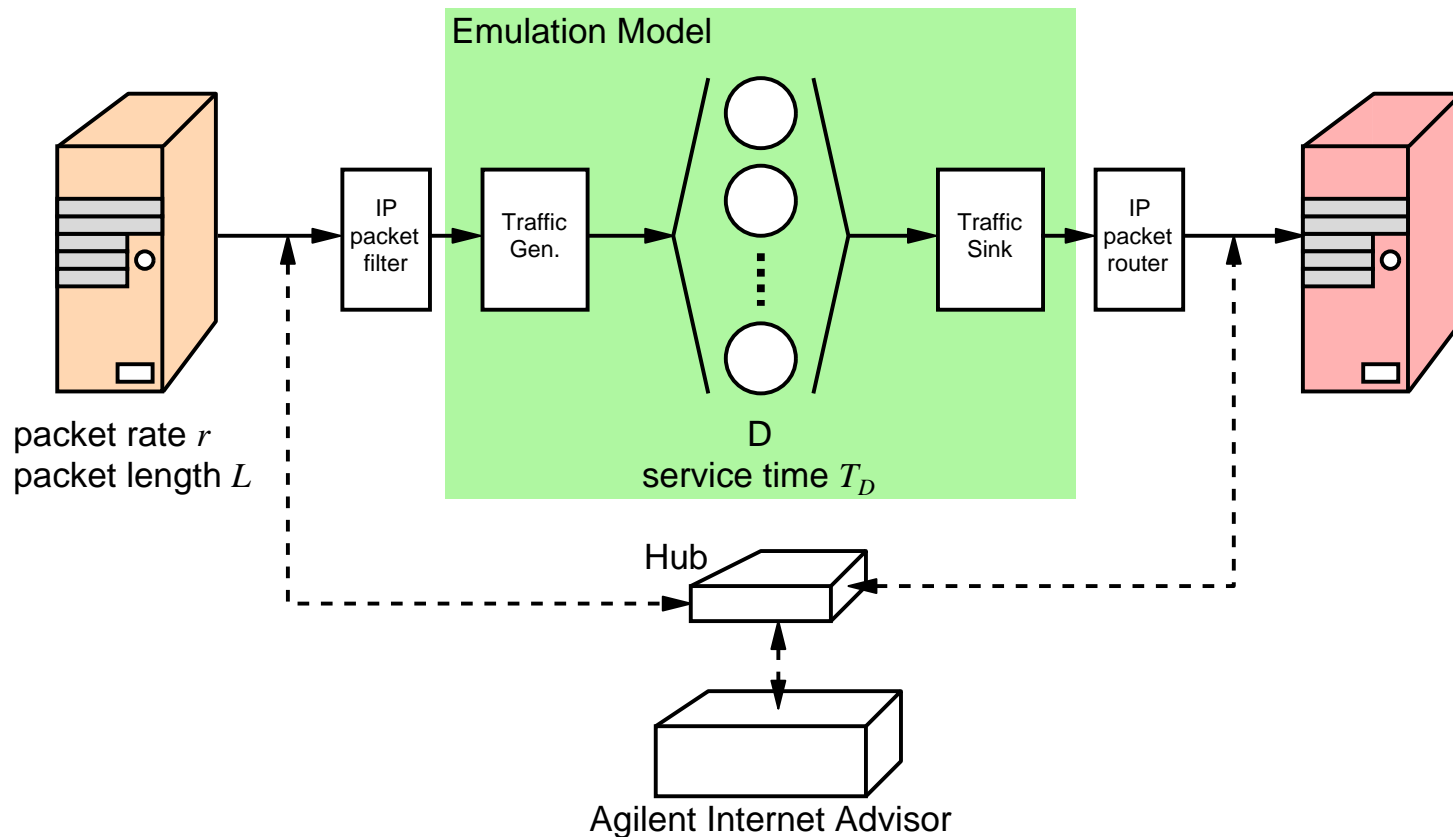 Emulation Model
IP
packet
filter
Traffic
Gen.
Traffic
Sink
IP
packet
router
packet rate r
packet length L
D
service time T_D
Hub
Agilent Internet Advisor